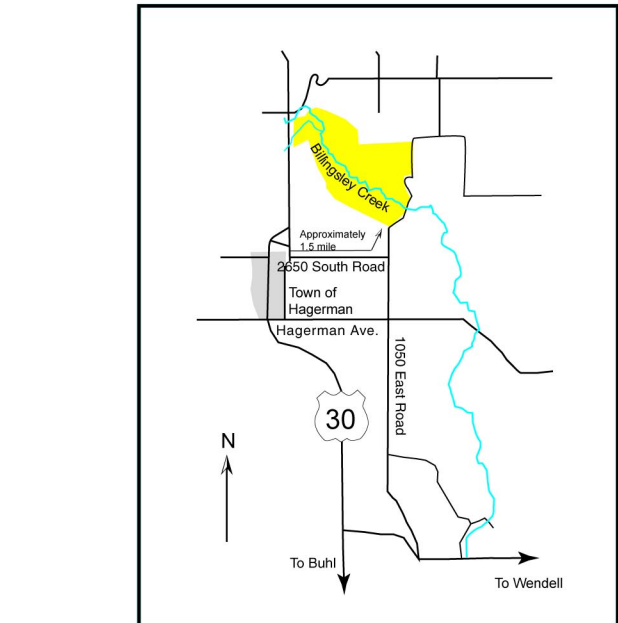 Billingsley Creek
Approximately
1.5 mile
2650 South Road
Town of
Hagerman
Hagerman Ave.
1050 East Road
30
N
To Buhl
To Wendell